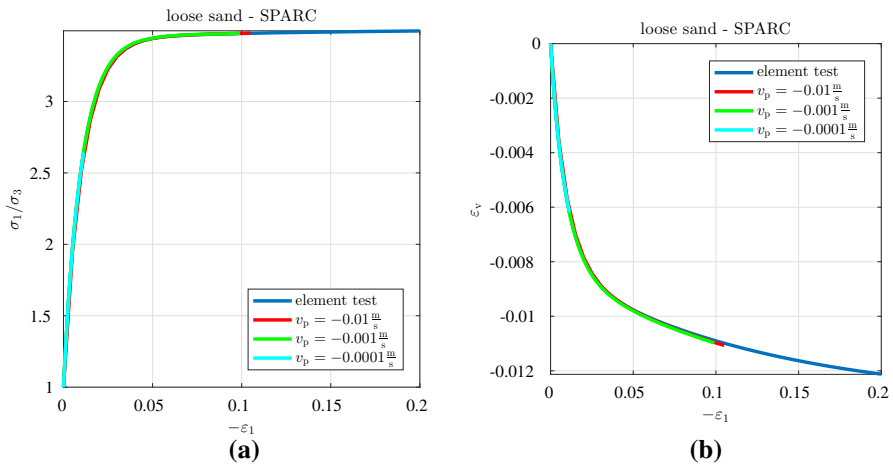 loose sand - SPARC
σ₁/σ₃
3
2.5
2
1.5
1
0
0.05
0.1
0.15
0.2
−ε₁
element test
vₚ = −0.01 m/s
vₚ = −0.001 m/s
vₚ = −0.0001 m/s
(a)
loose sand - SPARC
εᵥ
0
-0.002
-0.004
-0.006
-0.008
-0.01
-0.012
0
0.05
0.1
0.15
0.2
−ε₁
element test
vₚ = −0.01 m/s
vₚ = −0.001 m/s
vₚ = −0.0001 m/s
(b)